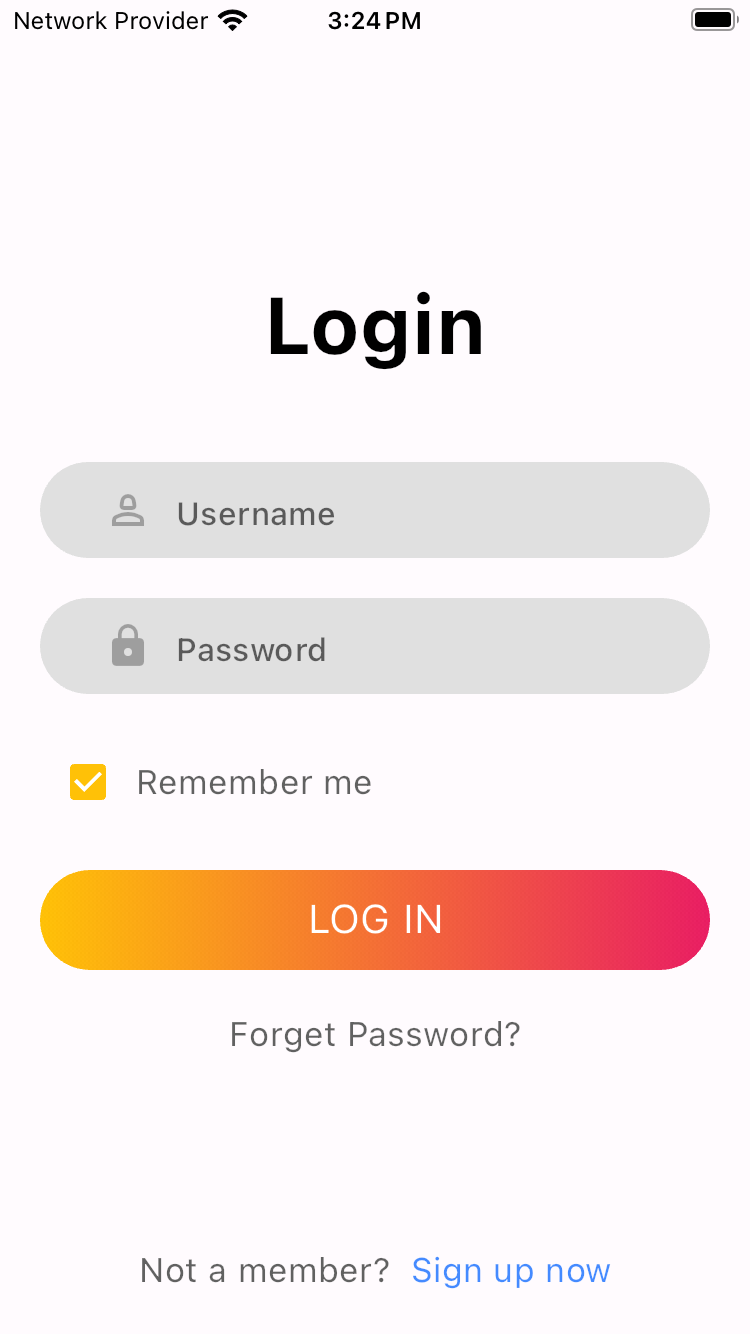 Network Provider 3:24 PM
Login
Username
Password
Remember me
LOG IN
Forget Password?
Not a member? Sign up now